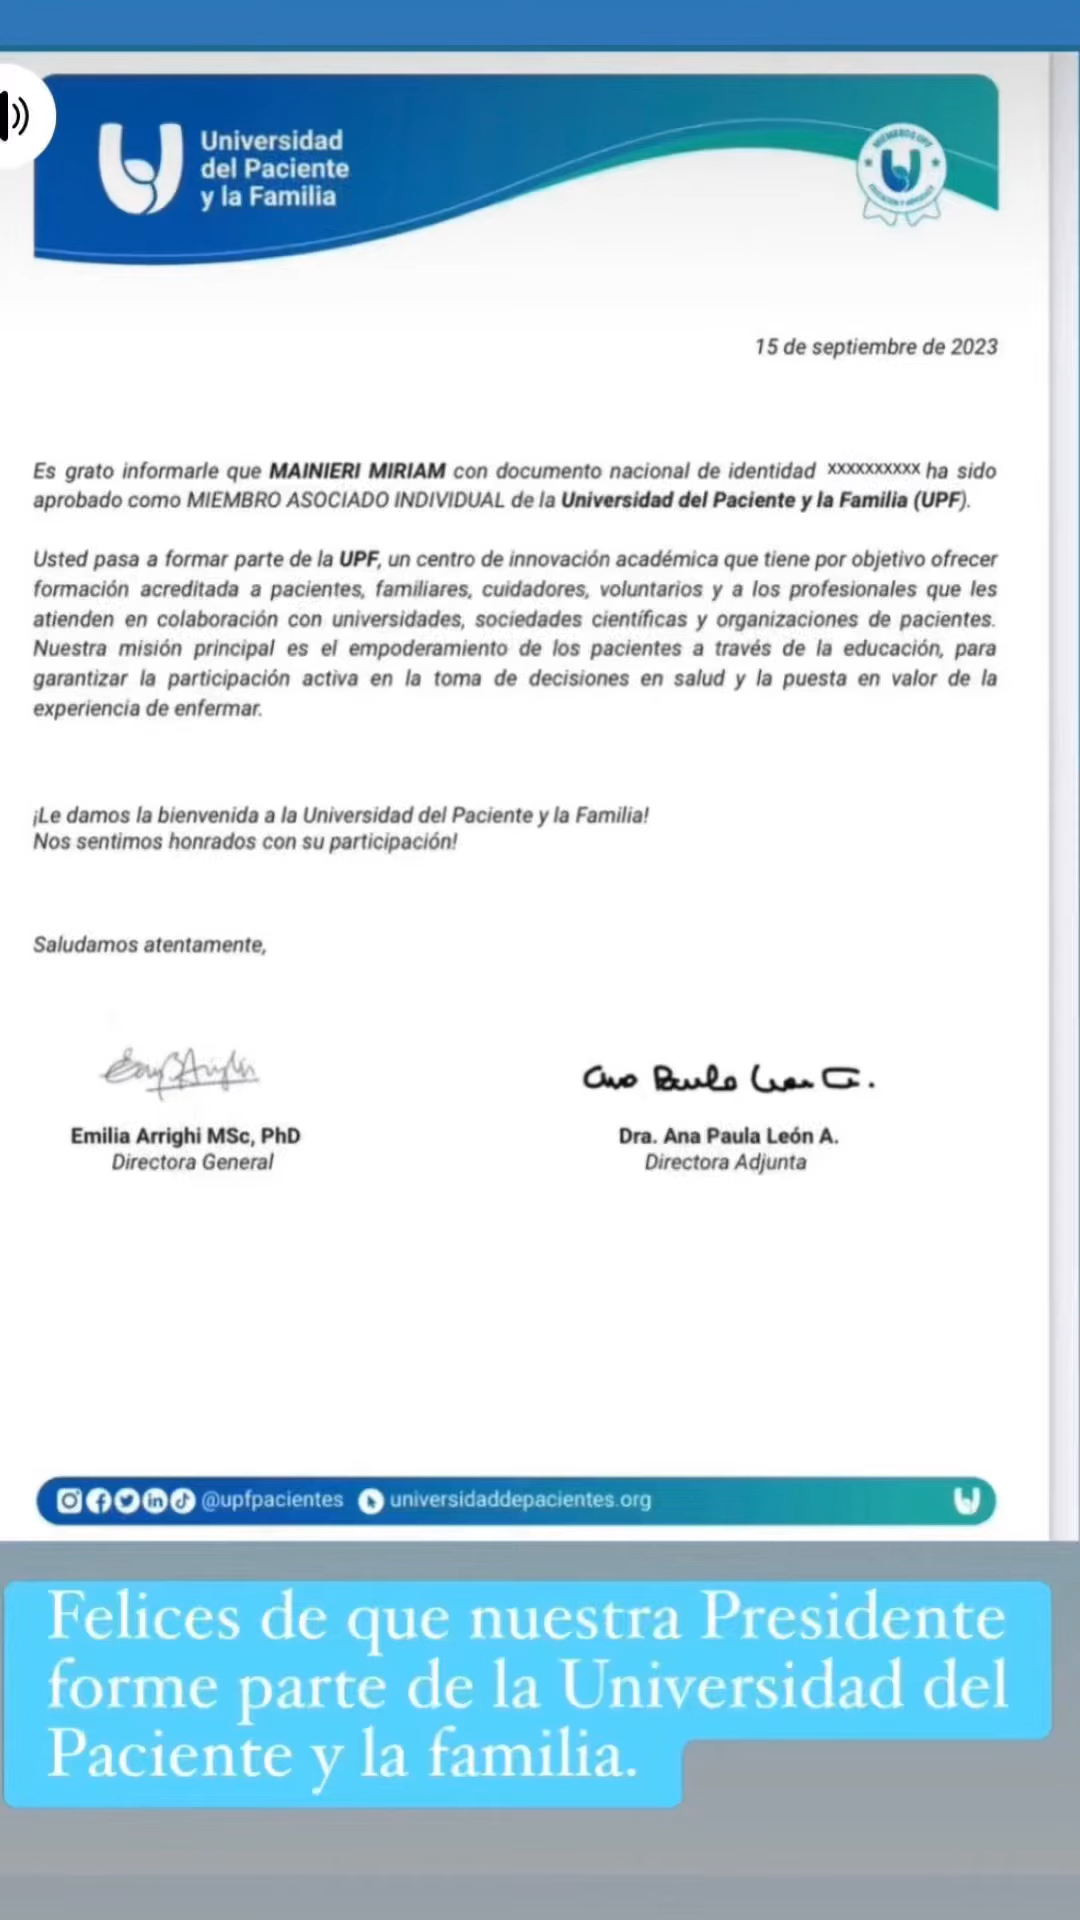 Universidad
del Paciente
y la Familia
MIEMBROS UPF
15 de septiembre de 2023
Es grato informarle que MAINIERI MIRIAM con documento nacional de identidad xxxxxxxxxx ha sido
aprobado como MIEMBRO ASOCIADO INDIVIDUAL de la Universidad del Paciente y la Familia (UPF).
Usted pasa a formar parte de la UPF, un centro de innovación académica que tiene por objetivo ofrecer
formación acreditada a pacientes, familiares, cuidadores, voluntarios y a los profesionales que les
atienden en colaboración con universidades, sociedades científicas y organizaciones de pacientes.
Nuestra misión principal es el empoderamiento de los pacientes a través de la educación, para
garantizar la participación activa en la toma de decisiones en salud y la puesta en valor de la
experiencia de enfermar.
¡Le damos la bienvenida a la Universidad del Paciente y la Familia!
Nos sentimos honrados con su participación!
Saludamos atentamente,
Emilia Arrighi MSc, PhD
Directora General
Dra. Ana Paula León A.
Directora Adjunta
@upfpacientes universidaddepacientes.org
Felices de que nuestra Presidente
forme parte de la Universidad del
Paciente y la familia.